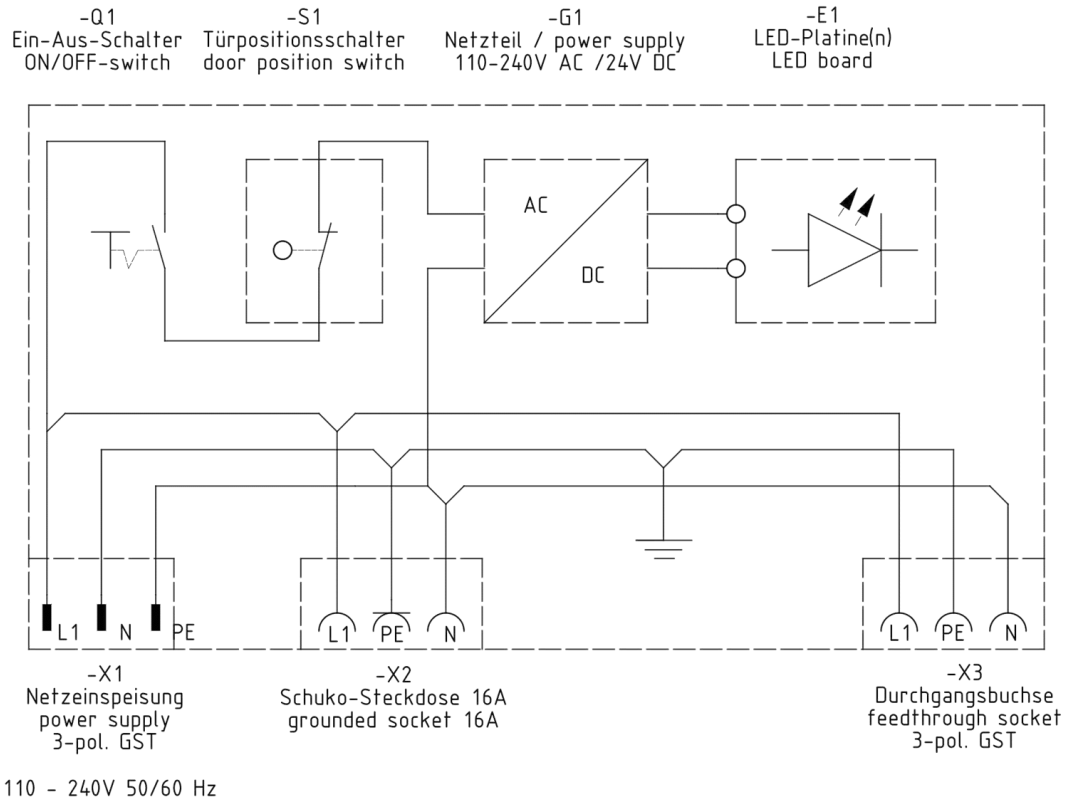 -Q1
Ein-Aus-Schalter
ON/OFF-switch
-S1
Türpositionsschalter
door position switch
-G1
Netzteil / power supply
110-240V AC /24V DC
-E1
LED-Platine(n)
LED board
AC
DC
L1 N PE
L1 PE N
L1 PE N
-X1
Netzeinspeisung
power supply
3-pol. GST
-X2
Schuko-Steckdose 16A
grounded socket 16A
-X3
Durchgangsbuchse
feedthrough socket
3-pol. GST
110 - 240V 50/60 Hz